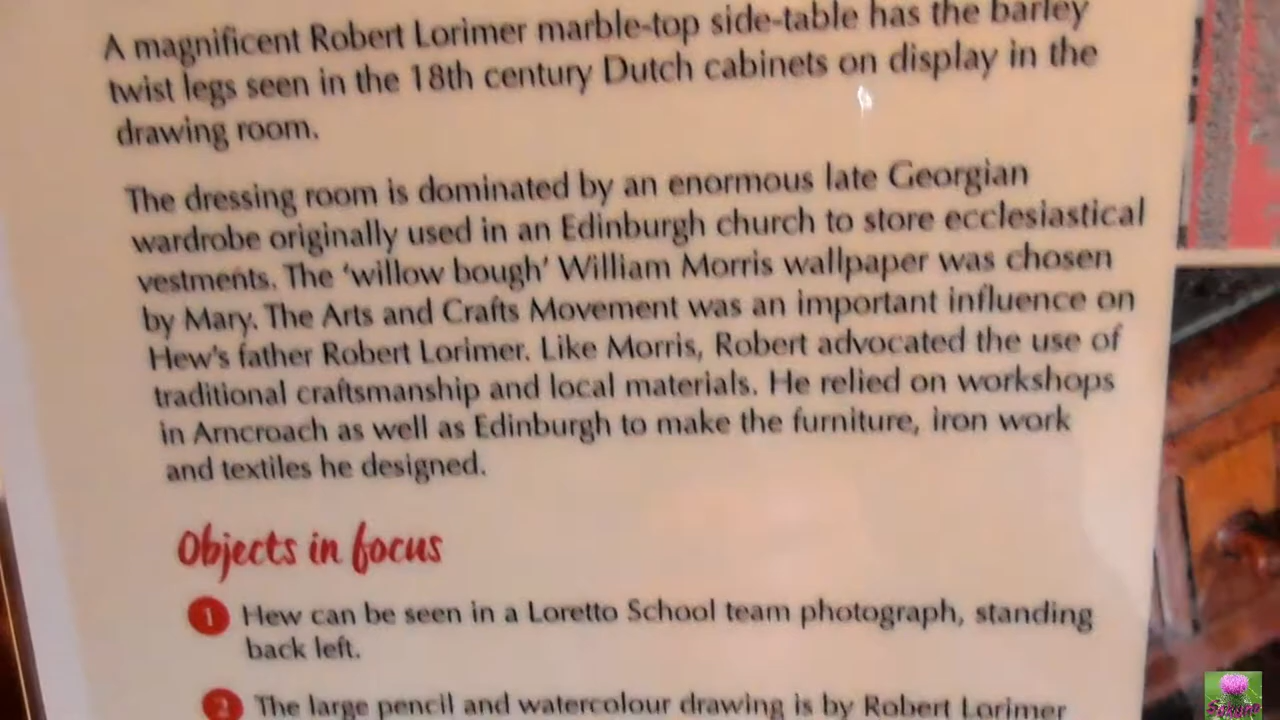 A magnificent Robert Lorimer marble-top side-table has the barley
twist legs seen in the 18th century Dutch cabinets on display in the
drawing room.
The dressing room is dominated by an enormous late Georgian
wardrobe originally used in an Edinburgh church to store ecclesiastical
vestments. The ‘willow bough’ William Morris wallpaper was chosen
by Mary. The Arts and Crafts Movement was an important influence on
Hew’s father Robert Lorimer. Like Morris, Robert advocated the use of
traditional craftsmanship and local materials. He relied on workshops
in Arncroach as well as Edinburgh to make the furniture, iron work
and textiles he designed.
Objects in focus
1 Hew can be seen in a Loretto School team photograph, standing
back left.
2 The large pencil and watercolour drawing is by Robert Lorimer